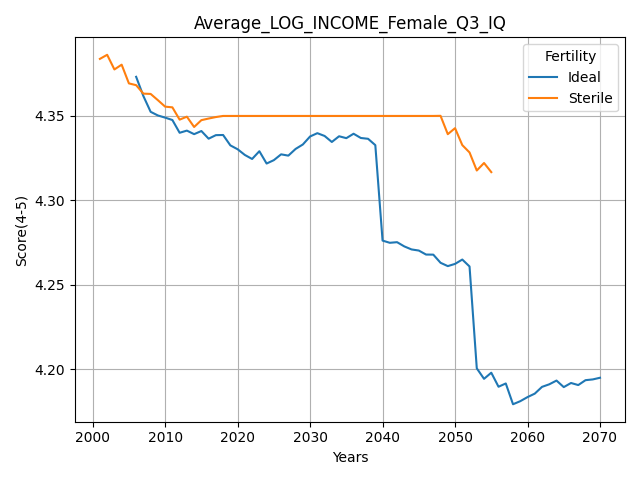 Average_LOG_INCOME_Female_Q3_IQ
Fertility
Ideal
Sterile
Score(4-5)
4.35
4.30
4.25
4.20
2000 2010 2020 2030 2040 2050 2060 2070
Years